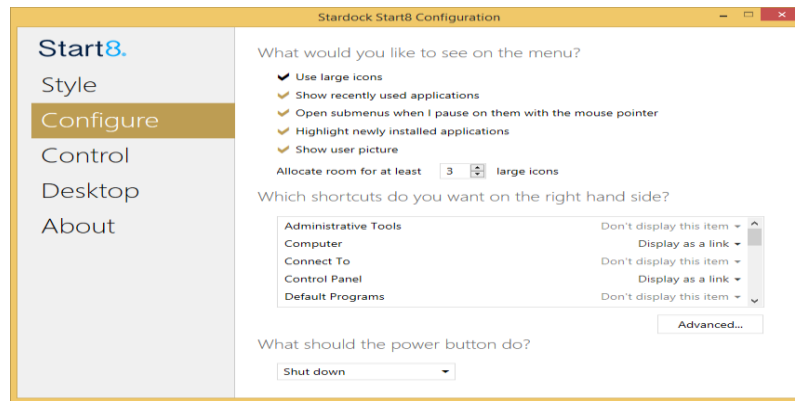 Stardock Start8 Configuration
Start8.
Style
Configure
Control
Desktop
About
What would you like to see on the menu?
Use large icons
Show recently used applications
Open submenus when I pause on them with the mouse pointer
Highlight newly installed applications
Show user picture
Allocate room for at least 3 large icons
Which shortcuts do you want on the right hand side?
Administrative Tools Don't display this item
Computer Display as a link
Connect To Don't display this item
Control Panel Display as a link
Default Programs Don't display this item
Advanced...
What should the power button do?
Shut down